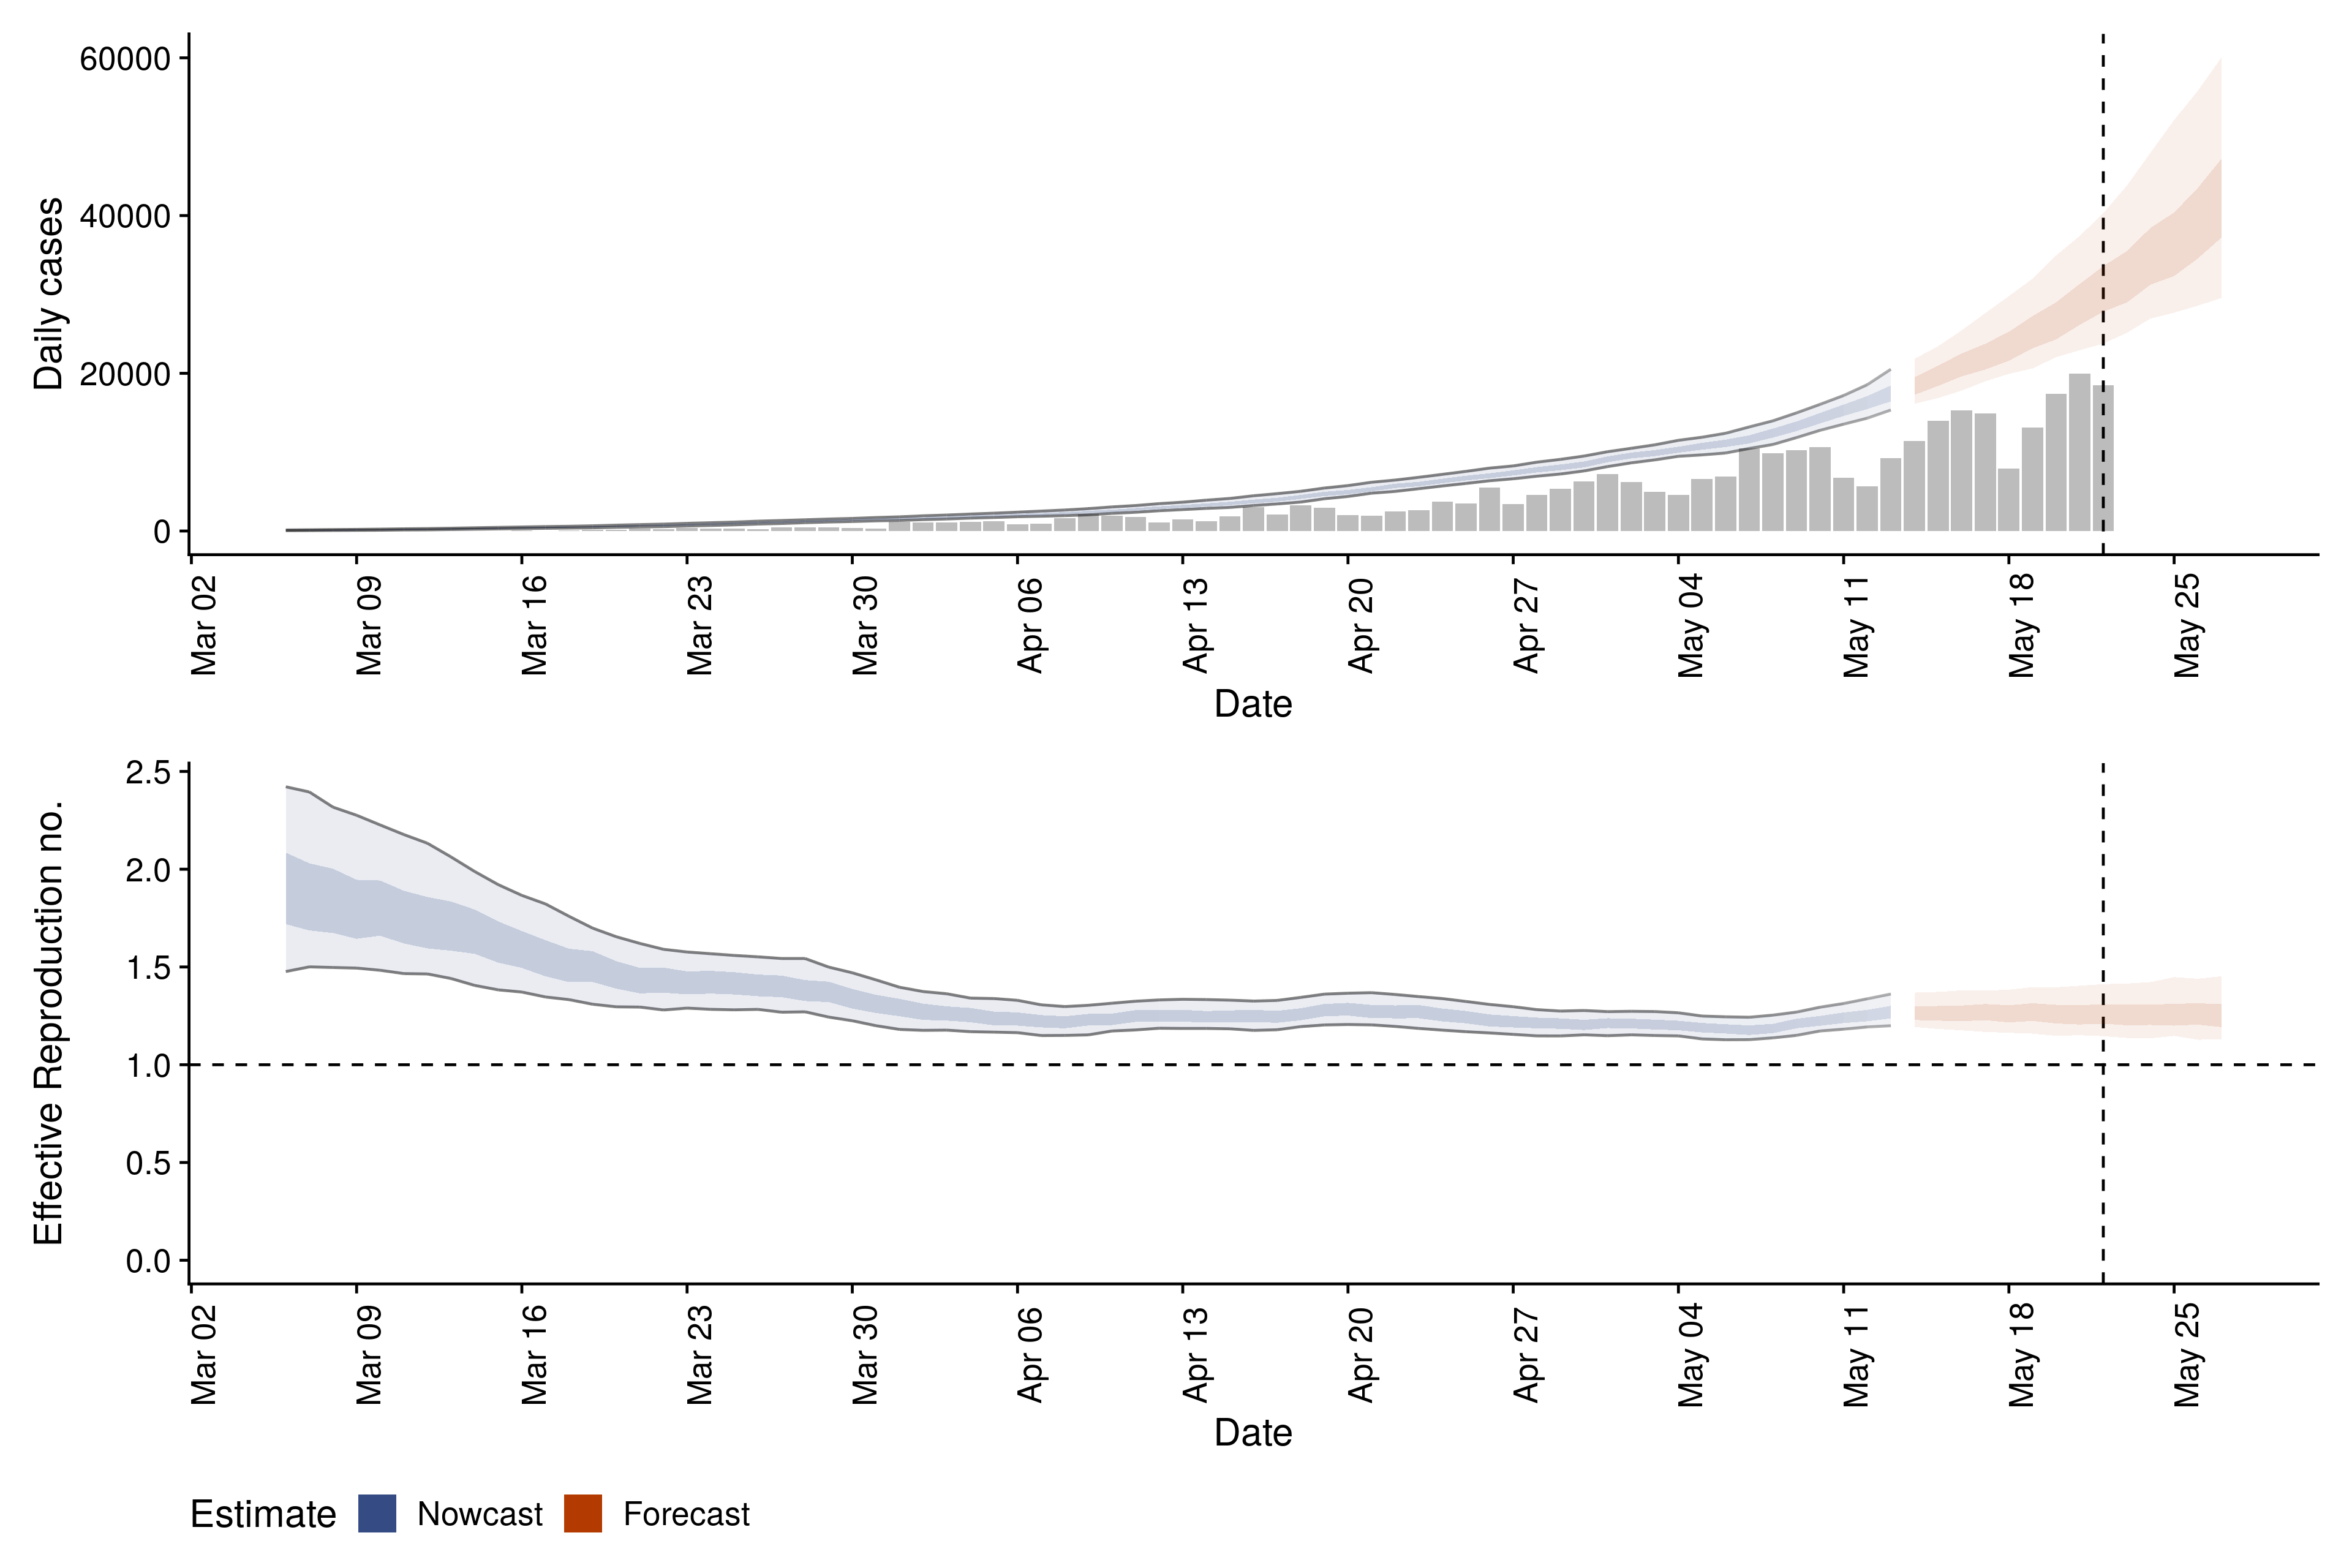 Daily cases
60000
40000
20000
0
Mar 02
Mar 09
Mar 16
Mar 23
Mar 30
Apr 06
Apr 13
Apr 20
Apr 27
May 04
May 11
May 18
May 25
Date
Effective Reproduction no.
2.5
2.0
1.5
1.0
0.5
0.0
Mar 02
Mar 09
Mar 16
Mar 23
Mar 30
Apr 06
Apr 13
Apr 20
Apr 27
May 04
May 11
May 18
May 25
Date
Estimate Nowcast Forecast